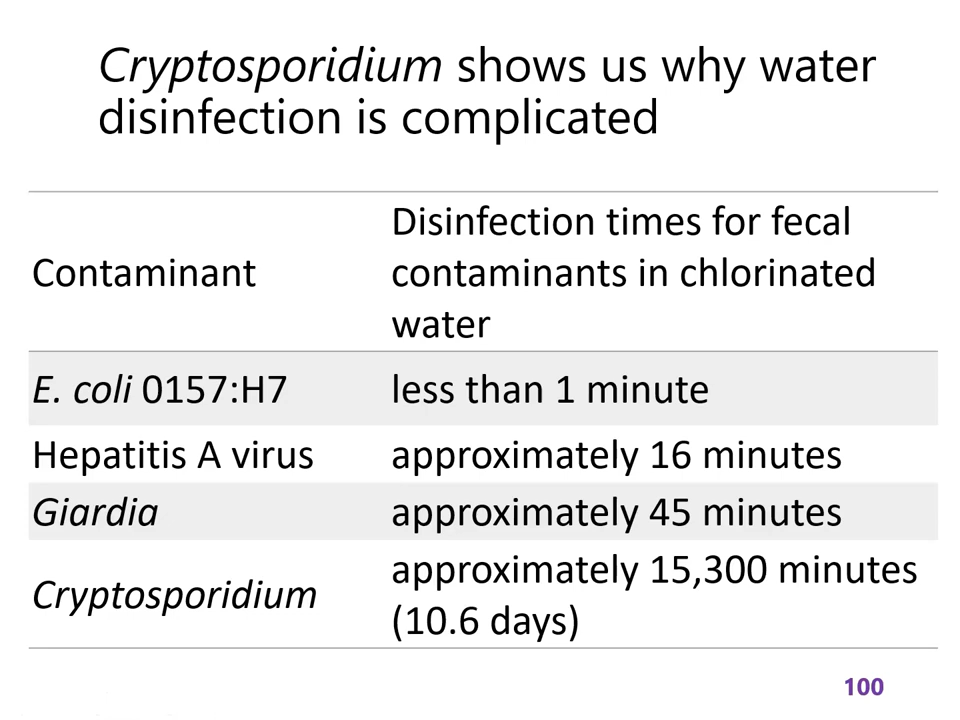 Cryptosporidium shows us why water
disinfection is complicated
Contaminant
Disinfection times for fecal
contaminants in chlorinated
water
E. coli 0157:H7
less than 1 minute
Hepatitis A virus
approximately 16 minutes
Giardia
approximately 45 minutes
Cryptosporidium
approximately 15,300 minutes
(10.6 days)
100